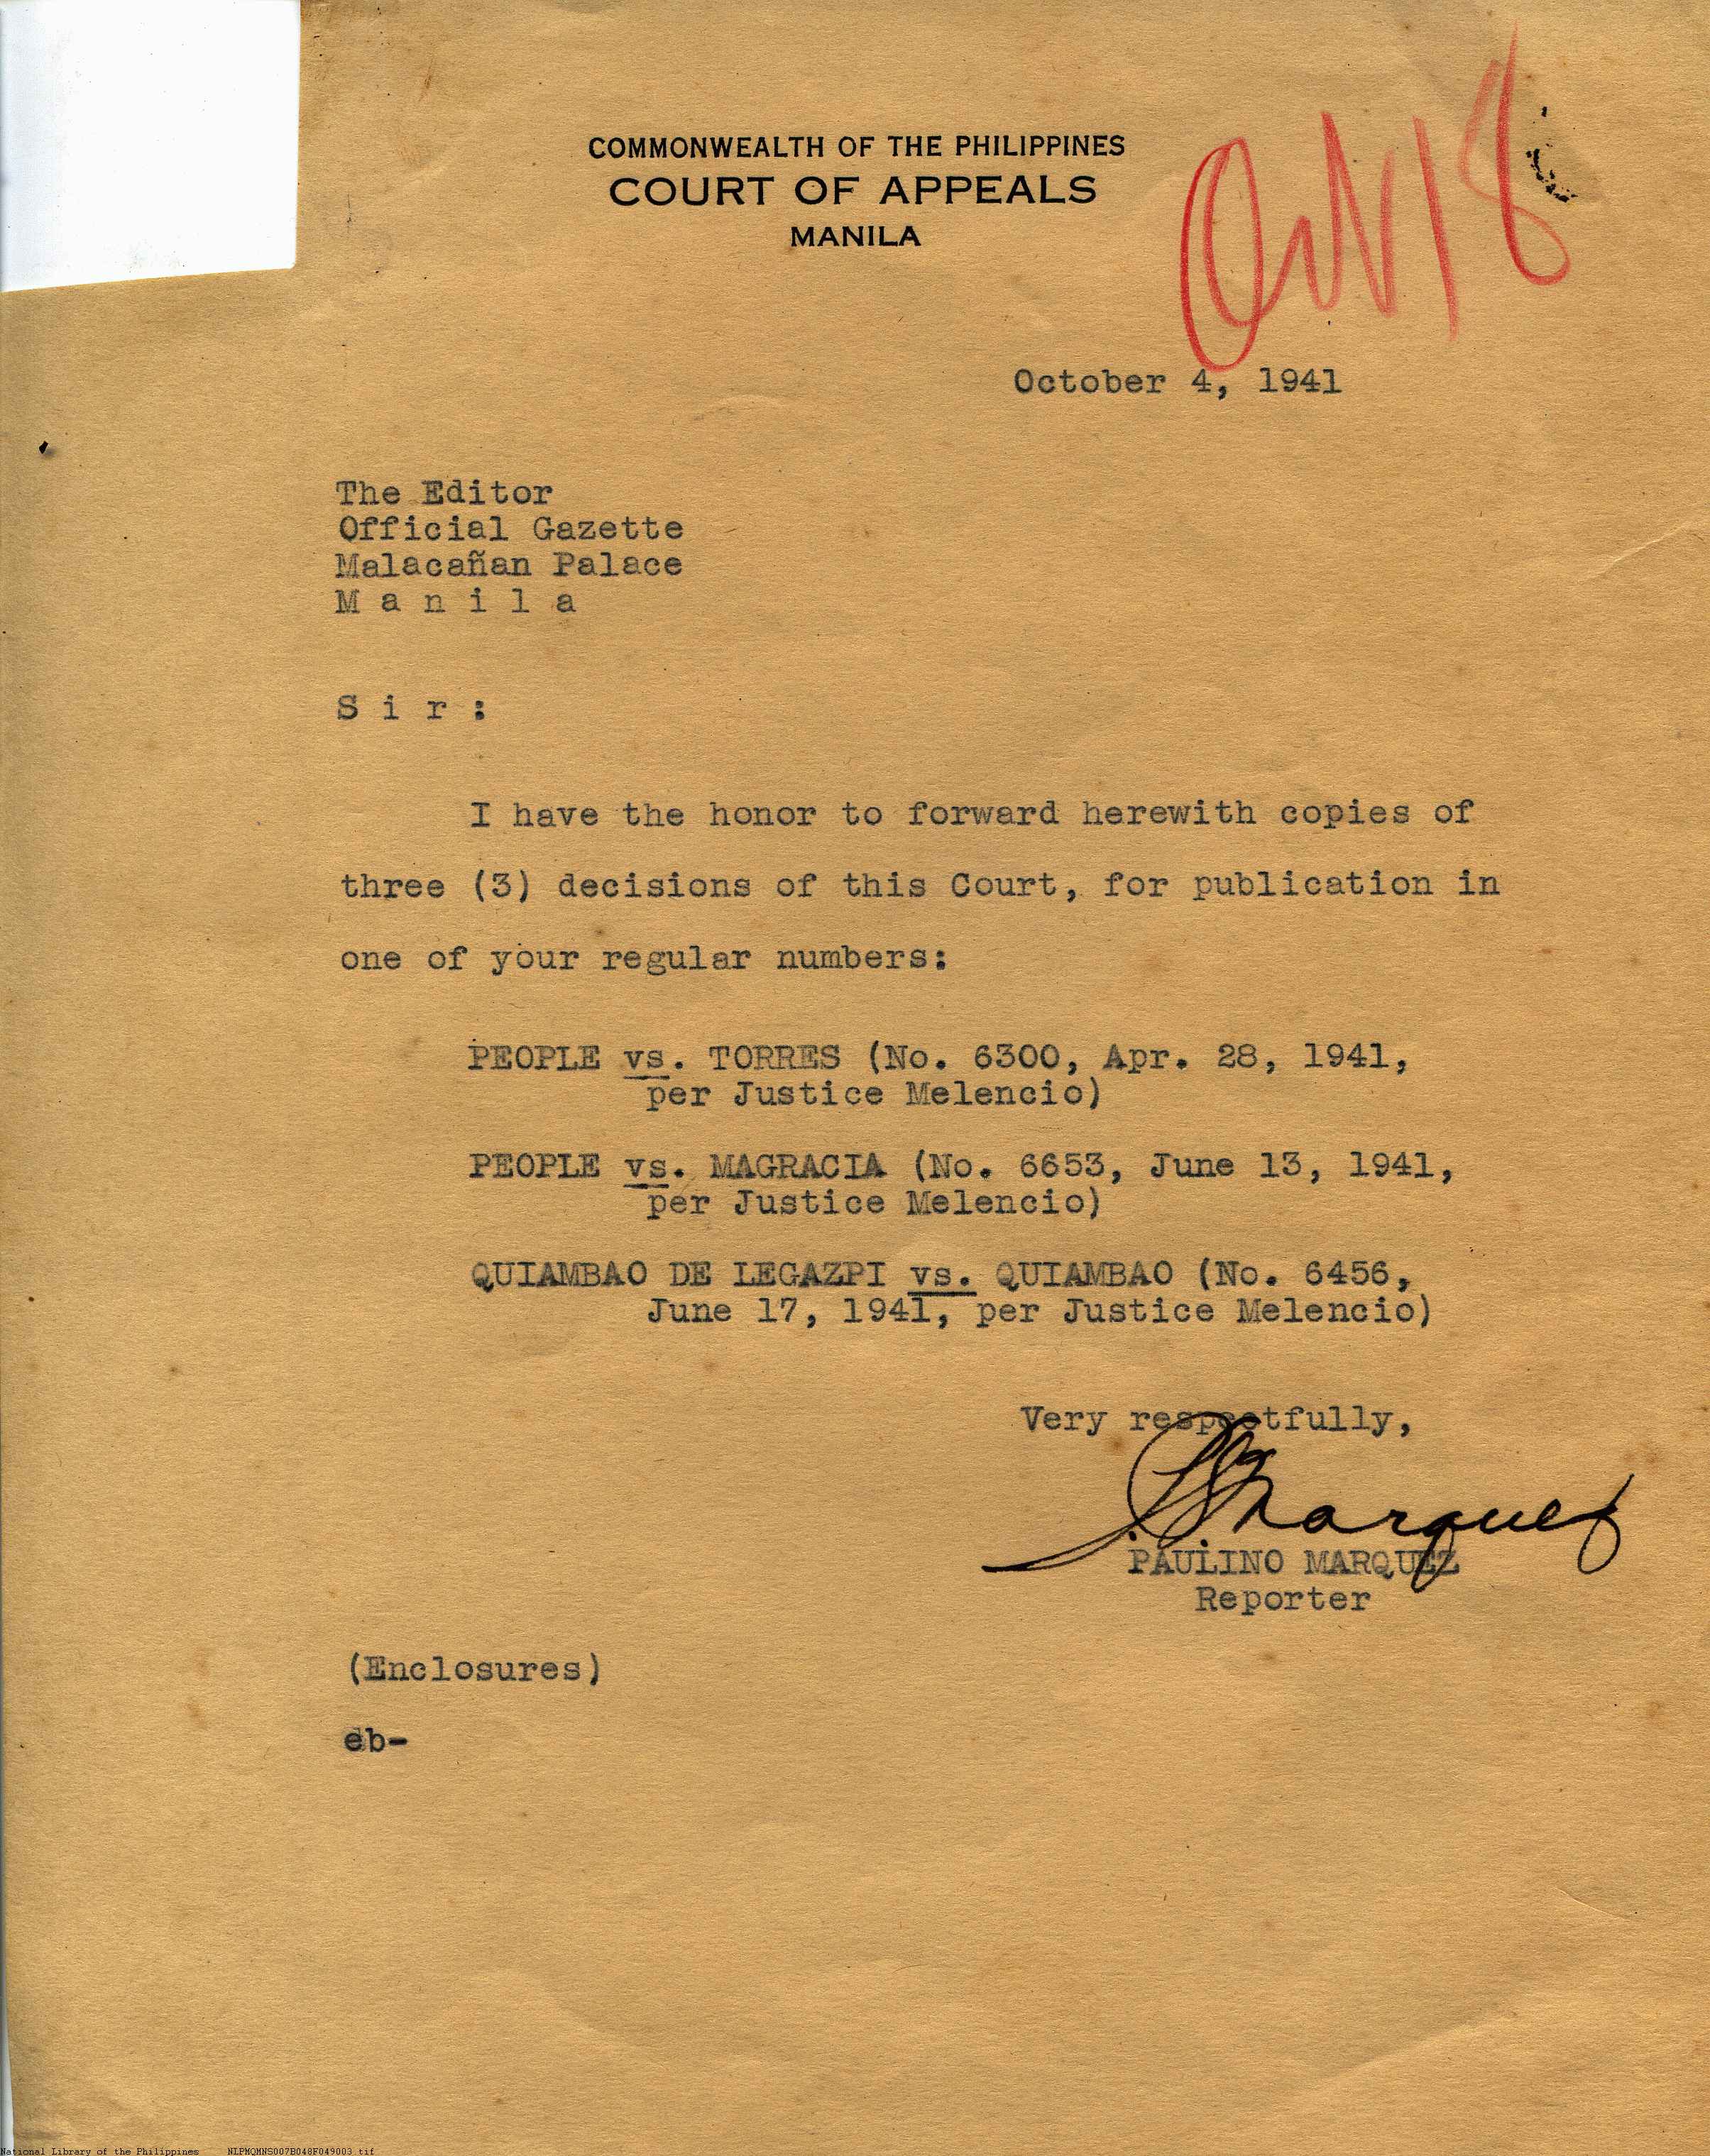 COMMONWEALTH OF THE PHILIPPINES
COURT OF APPEALS
MANILA
October 4, 1941
The Editor
Official Gazette
Malacañan Palace
M a n i l a
S i r :
I have the honor to forward herewith copies of
three (3) decisions of this Court, for publication in
one of your regular numbers:
PEOPLE vs. TORRES (No. 6300, Apr. 28, 1941,
per Justice Melencio)
PEOPLE vs. MAGRACIA (No. 6653, June 13, 1941,
per Justice Melencio)
QUIAMBAO DE LEGAZPI vs. QUIAMBAO (No. 6456,
June 17, 1941, per Justice Melencio)
Very respectfully,
P. Marquez
PAULINO MARQUEZ
Reporter
(Enclosures)
eb-
National Library of the Philippines NLPMQMNS007B048F049003 tif